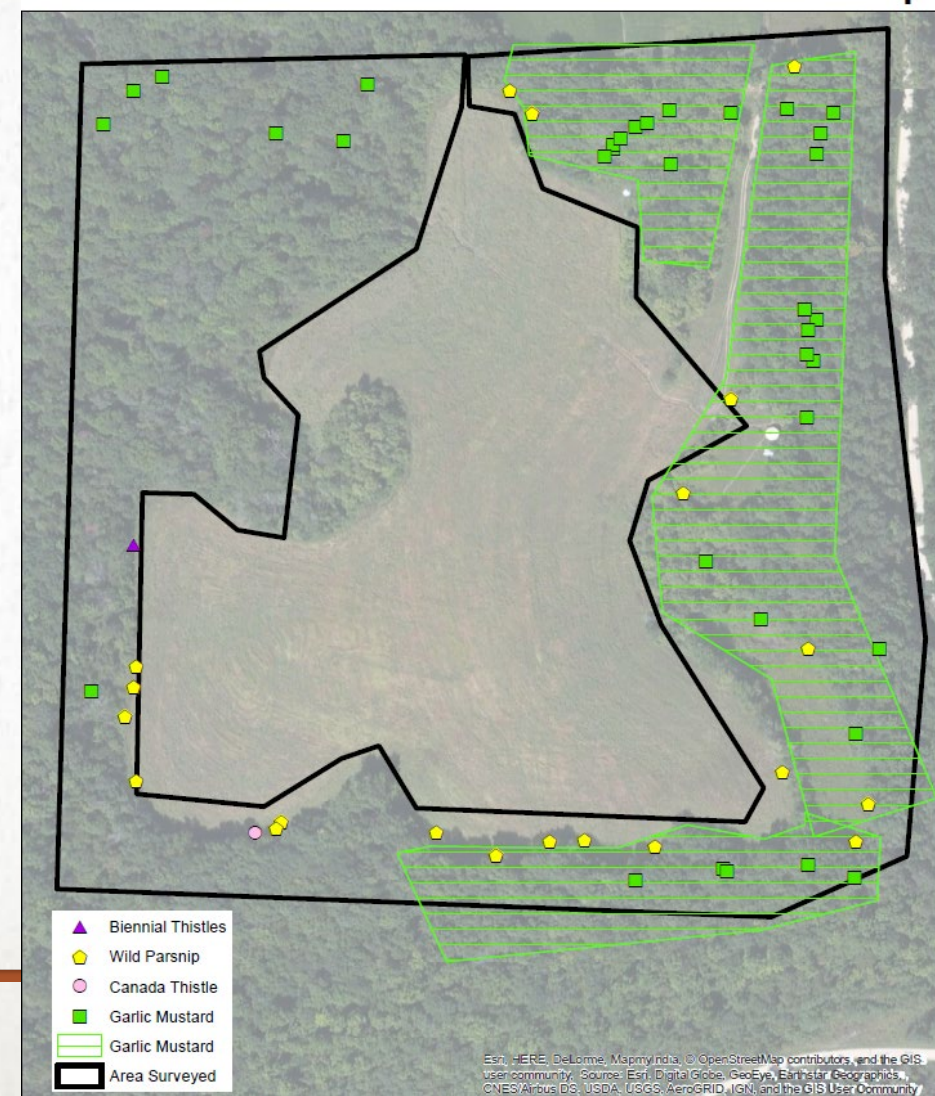 Biennial Thistles
Wild Parsnip
Canada Thistle
Garlic Mustard
Garlic Mustard
Area Surveyed
Esri, HERE, DeLorme, MapmyIndia, © OpenStreetMap contributors, and the GIS
user community, Source: Esri, Digital Globe, GeoEye, Earthstar Geographics,
CNES/Airbus DS, USDA, USGS, AeroGRID, IGN, and the GIS User Community